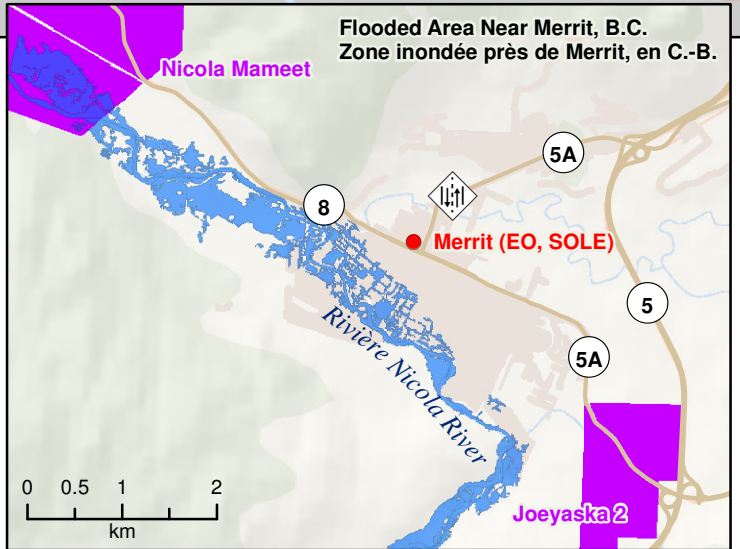 Flooded Area Near Merrit, B.C.
Zone inondée près de Merrit, en C.-B.
Nicola Mameet
5A
8
Merrit (EO, SOLE)
5
5A
Rivière Nicola River
Joeyaska 2
0 0.5 1 2
km